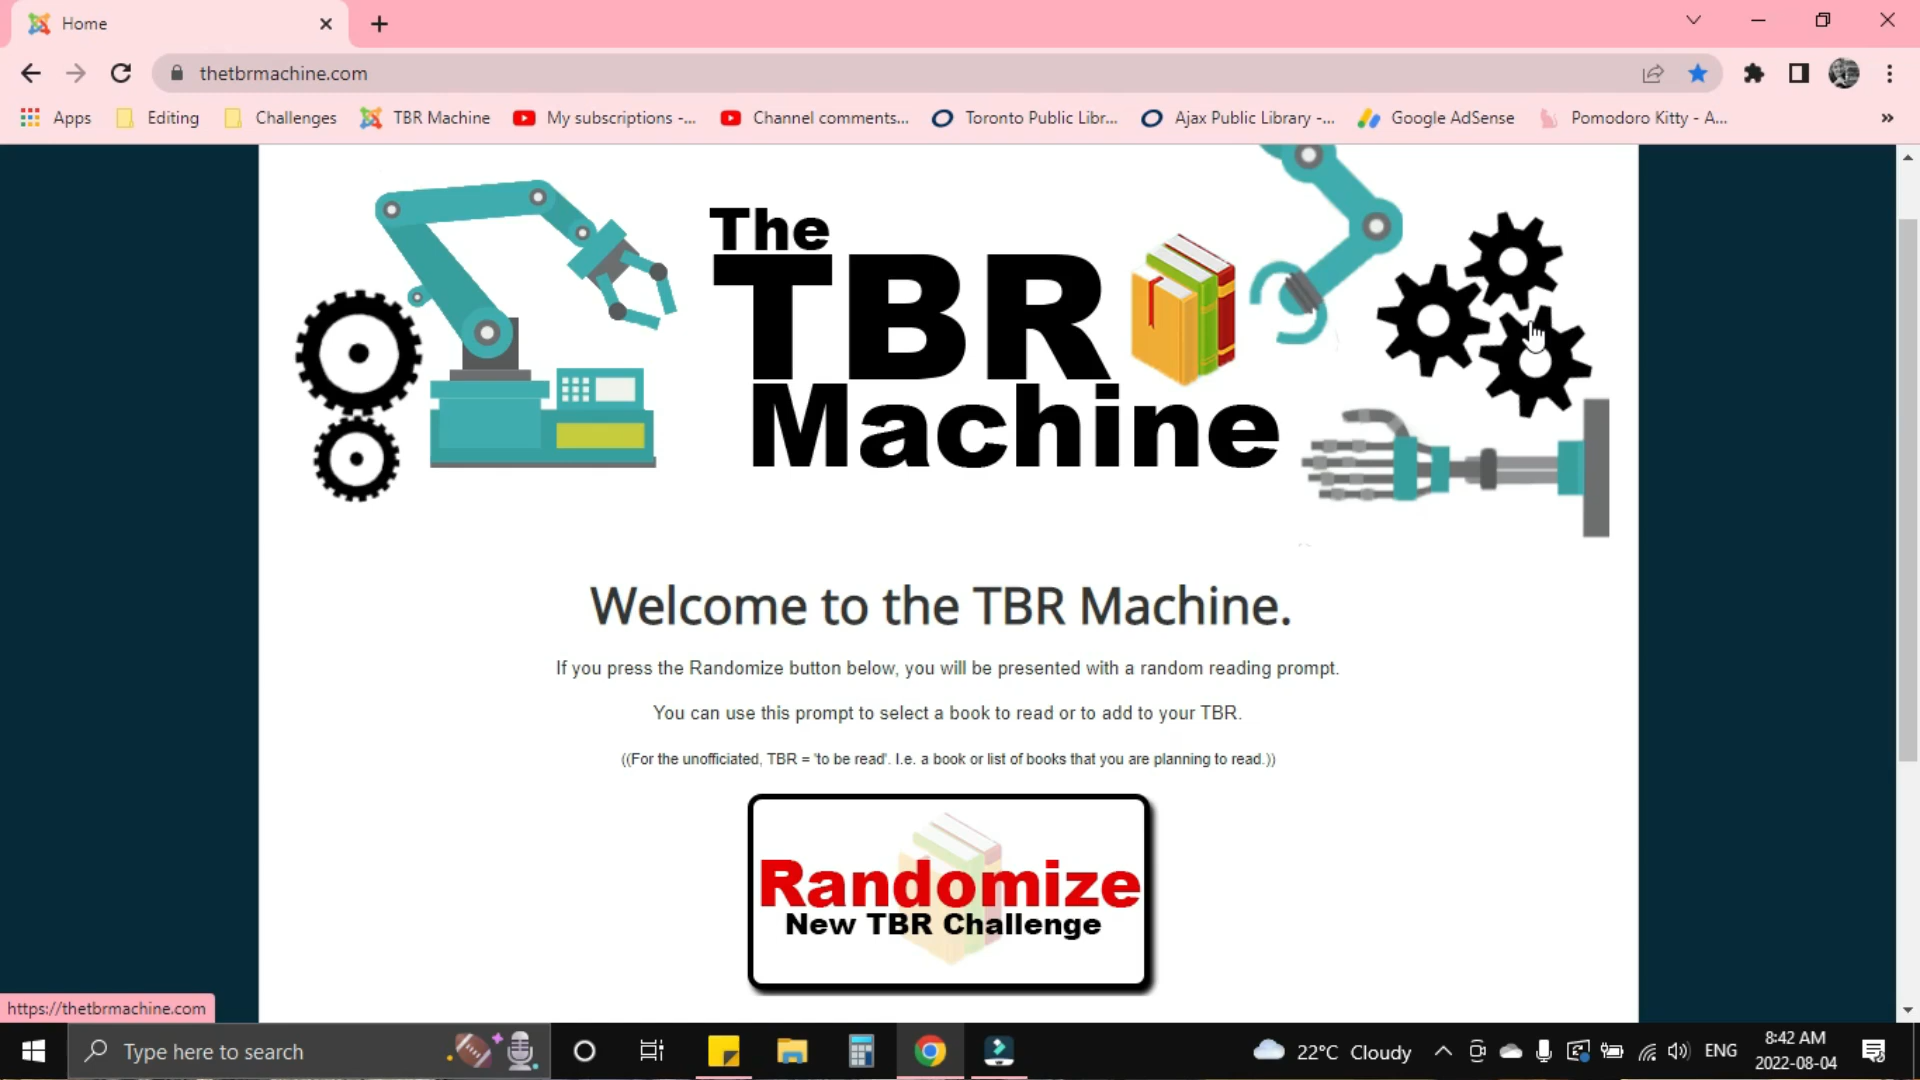 Home
thetbrmachine.com
Apps Editing Challenges TBR Machine My subscriptions -... Channel comments... Toronto Public Libr... Ajax Public Library -... Google AdSense Pomodoro Kitty - A... »
The
TBR
Machine
Welcome to the TBR Machine.
If you press the Randomize button below, you will be presented with a random reading prompt.
You can use this prompt to select a book to read or to add to your TBR.
((For the unofficiated, TBR = 'to be read'. I.e. a book or list of books that you are planning to read.))
Randomize
New TBR Challenge
https://thetbrmachine.com
Type here to search
22°C Cloudy
ENG
8:42 AM
2022-08-04